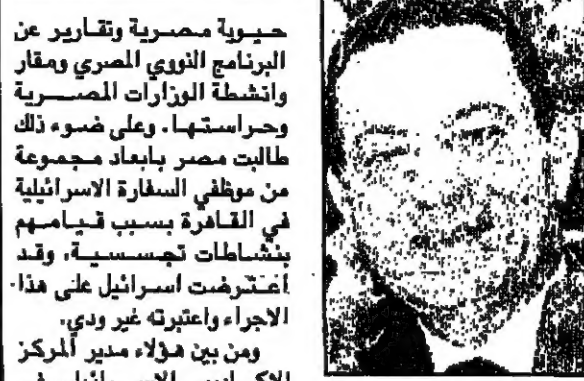 حيوية مصرية وتقارير عن
البرنامج النووي المصري ومقار
وانشطة الوزارات المصرية
وحراستها. وعلى ضوء ذلك
طالبت مصر بابعاد مجموعة
من موظفي السفارة الاسرائيلية
في القاهرة بسبب قيامهم
بنشاطات تجسسية، وقد
اعترضت اسرائيل على هذا
الاجراء واعتبرته غير ودي.
ومن بين هؤلاء مدير المركز